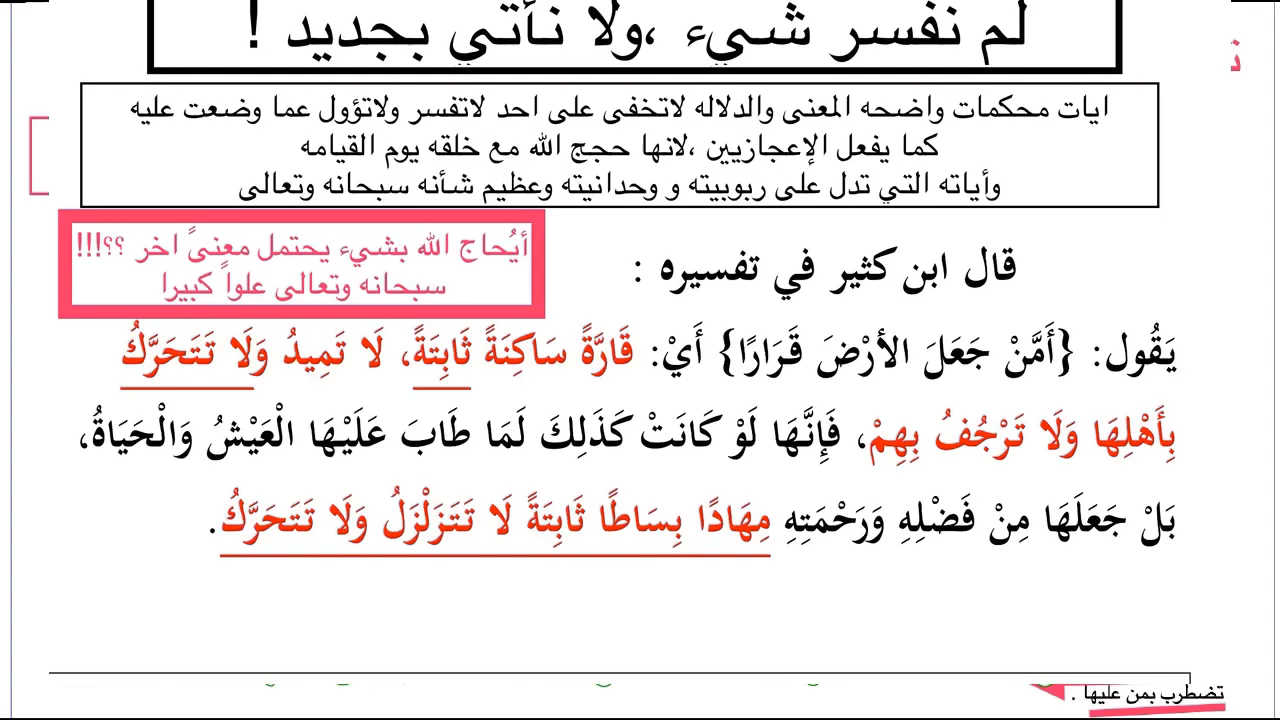 لم نفسر شيء ،ولا نأتي بجديد !
ايات محكمات واضحه المعنى والدلاله لاتخفى على احد لاتفسر ولاتؤول عما وضعت عليه
كما يفعل الإعجازيين ،لانها حجج الله مع خلقه يوم القيامه
وأياته التي تدل على ربوبيته و وحدانيته وعظيم شأنه سبحانه وتعالى
أيُحاج الله بشيء يحتمل معنىً اخر ؟؟!!!
سبحانه وتعالى علواً كبيرا
قال ابن كثير في تفسيره :
يَقُول: {أَمَّنْ جَعَلَ الأرْضَ قَرَارًا} أَيْ: قَارَّةً سَاكِنَةً ثَابِتَةً، لَا تَمِيدُ وَلَا تَتَحَرَّكُ
بِأَهْلِهَا وَلَا تَرْجُفُ بِهِمْ، فَإِنَّهَا لَوْ كَانَتْ كَذَلِكَ لَمَا طَابَ عَلَيْهَا الْعَيْشُ وَالْحَيَاةُ،
بَلْ جَعَلَهَا مِنْ فَضْلِهِ وَرَحْمَتِهِ مِهَادًا بِسَاطًا ثَابِتَةً لَا تَتَزَلْزَلُ وَلَا تَتَحَرَّكُ.
تضطرب بمن عليها .